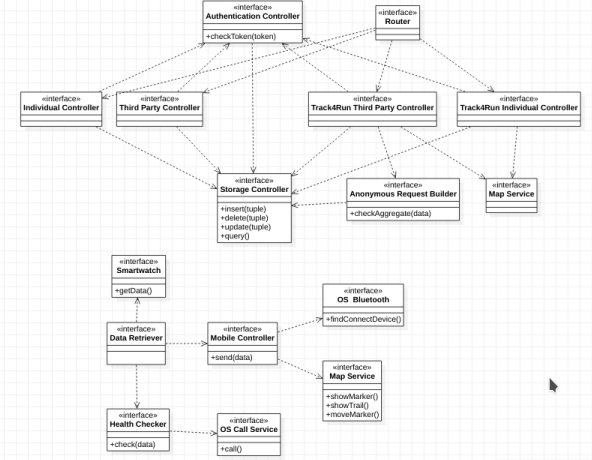 «interface»
Authentication Controller
+checkToken(token)
«interface»
Router
«interface»
Individual Controller
«interface»
Third Party Controller
«interface»
Track4Run Third Party Controller
«interface»
Track4Run Individual Controller
«interface»
Storage Controller
+insert(tuple)
+delete(tuple)
+update(tuple)
+query()
«interface»
Anonymous Request Builder
+checkAggregate(data)
«interface»
Map Service
«interface»
Smartwatch
+getData()
«interface»
OS Bluetooth
+findConnectDevice()
«interface»
Data Retriever
«interface»
Mobile Controller
+send(data)
«interface»
Map Service
+showMarker()
+showTrail()
+moveMarker()
«interface»
Health Checker
+check(data)
«interface»
OS Call Service
+call()